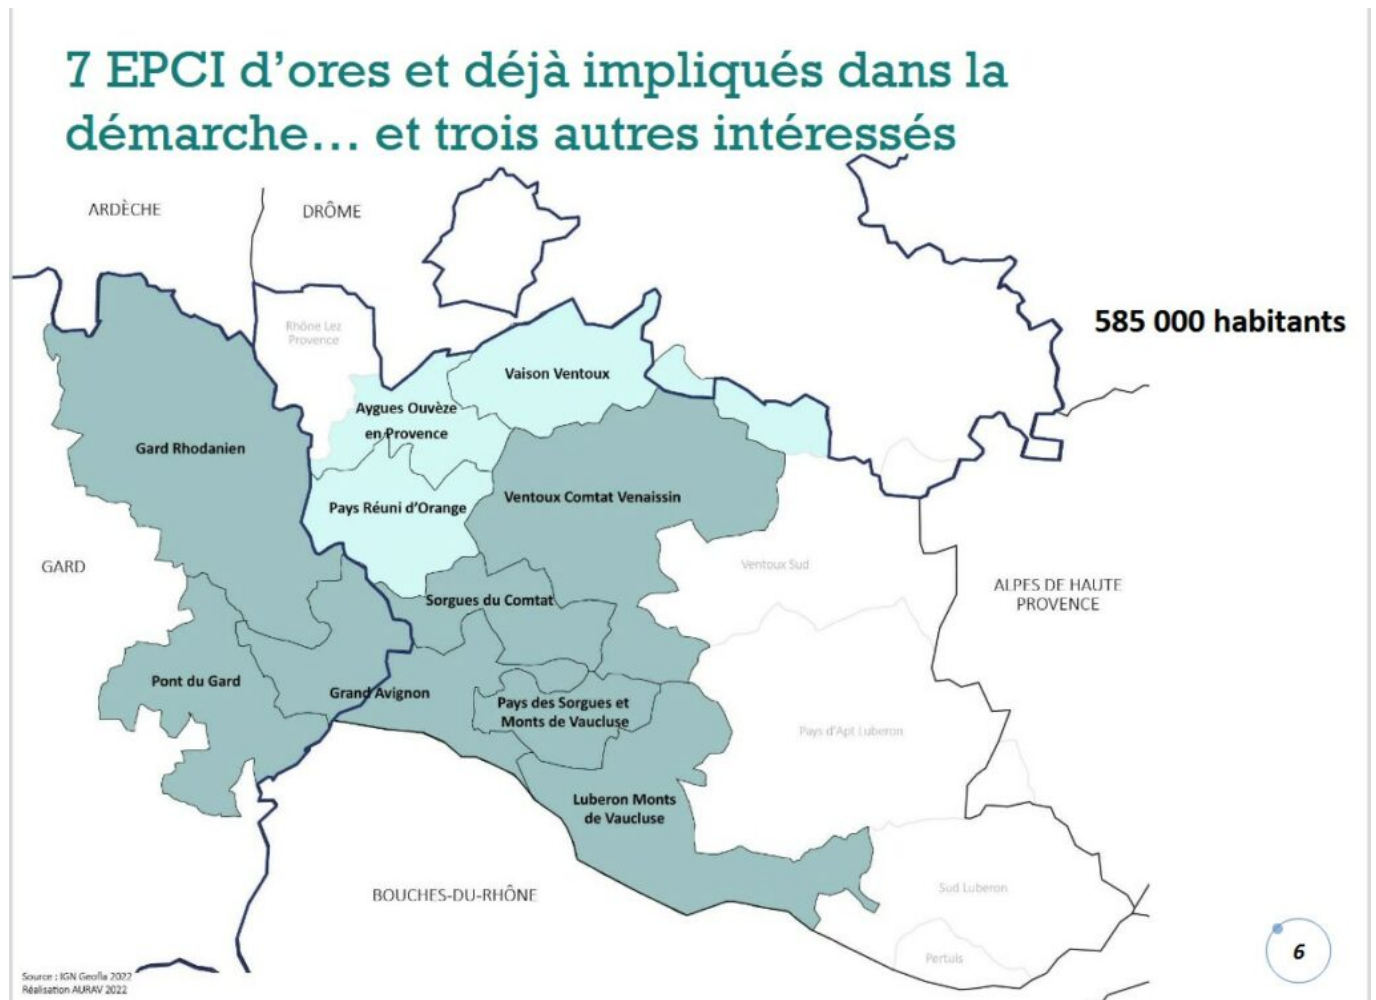 7 EPCI d'ores et déjà impliqués dans la
démarche... et trois autres intéressés
ARDÈCHE
DRÔME
Rhône Lez
Provence
585 000 habitants
Vaison Ventoux
Aygues Ouvèze
en Provence
Gard Rhodanien
Pays Réuni d'Orange
Ventoux Comtat Venaissin
GARD
Ventoux Sud
ALPES DE HAUTE
PROVENCE
Sorgues du Comtat
Pont du Gard
Grand Avignon
Pays des Sorgues et
Monts de Vaucluse
Pays d'Apt Luberon
Luberon Monts
de Vaucluse
BOUCHES-DU-RHÔNE
Sud Luberon
Pertuis
6
Source : IGN Geofla 2022
Réalisation AURAV 2022